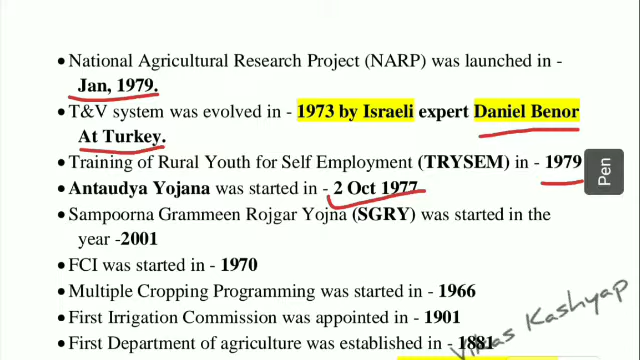 • National Agricultural Research Project (NARP) was launched in -
Jan, 1979.
• T&V system was evolved in - 1973 by Israeli expert Daniel Benor
At Turkey.
• Training of Rural Youth for Self Employment (TRYSEM) in - 1979
• Antaudya Yojana was started in - 2 Oct 1977
• Sampoorna Grammeen Rojgar Yojna (SGRY) was started in the
year -2001
• FCI was started in - 1970
• Multiple Cropping Programming was started in - 1966
• First Irrigation Commission was appointed in - 1901
• First Department of agriculture was established in - 1881
Pen
Vikas Kashyap